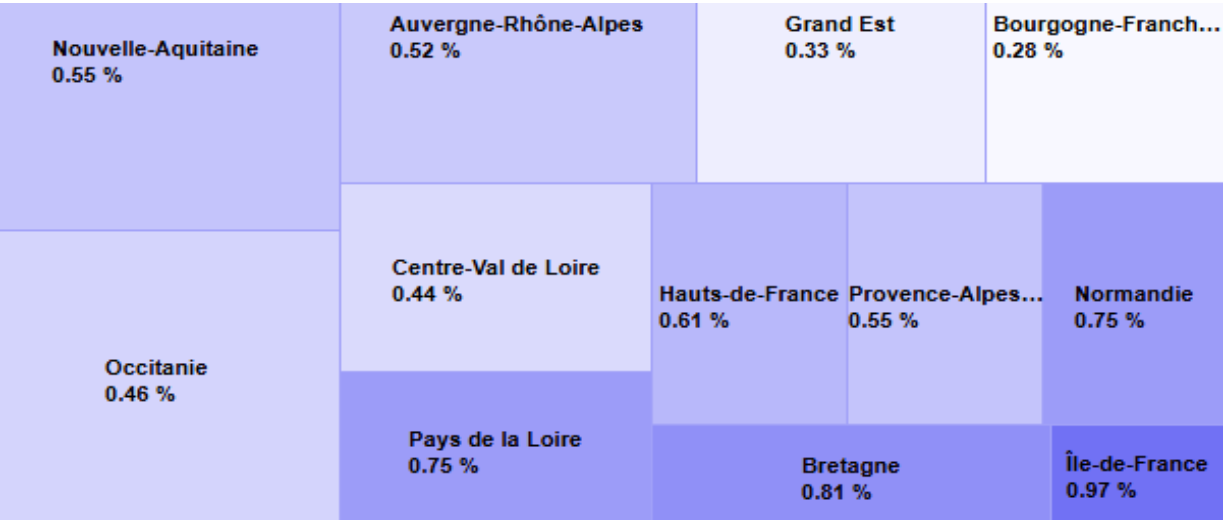 Nouvelle-Aquitaine
0.55 %
Auvergne-Rhône-Alpes
0.52 %
Grand Est
0.33 %
Bourgogne-Franch...
0.28 %
Occitanie
0.46 %
Centre-Val de Loire
0.44 %
Hauts-de-France
0.61 %
Provence-Alpes...
0.55 %
Normandie
0.75 %
Pays de la Loire
0.75 %
Bretagne
0.81 %
Île-de-France
0.97 %